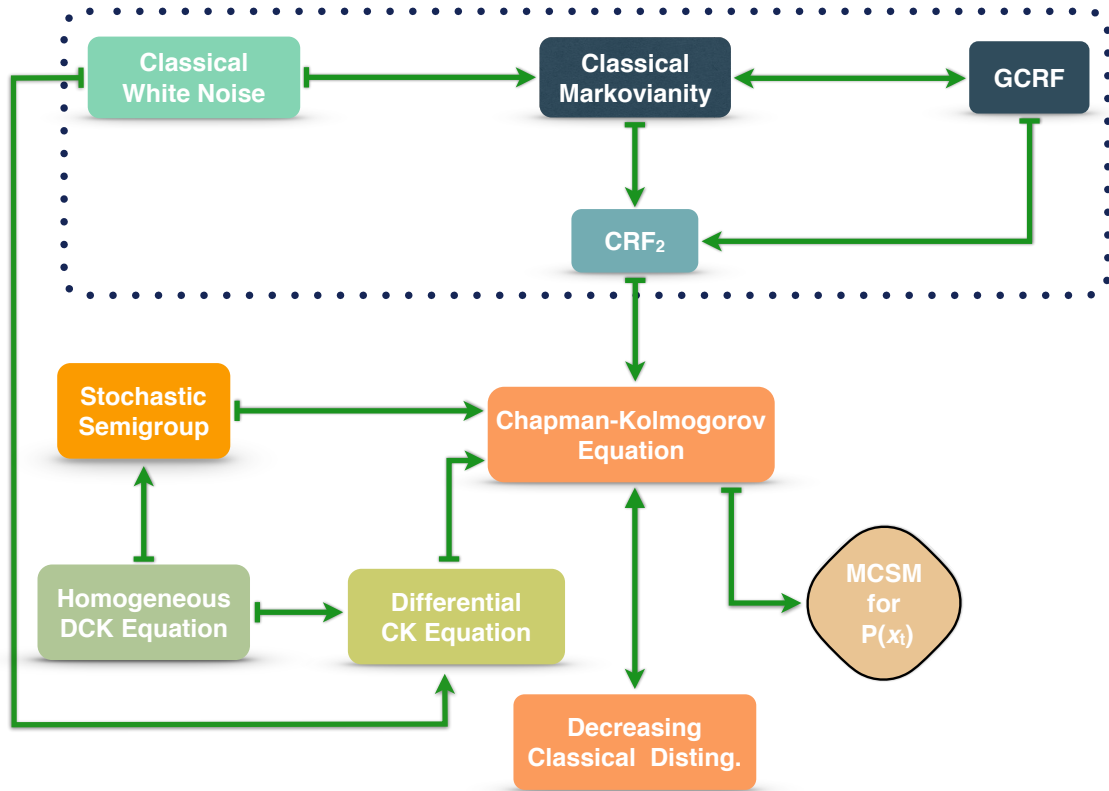 Classical
White Noise
Classical
Markovianity
GCRF
CRF₂
Stochastic
Semigroup
Chapman-Kolmogorov
Equation
Homogeneous
DCK Equation
Differential
CK Equation
MCSM
for
P(xₜ)
Decreasing
Classical Disting.